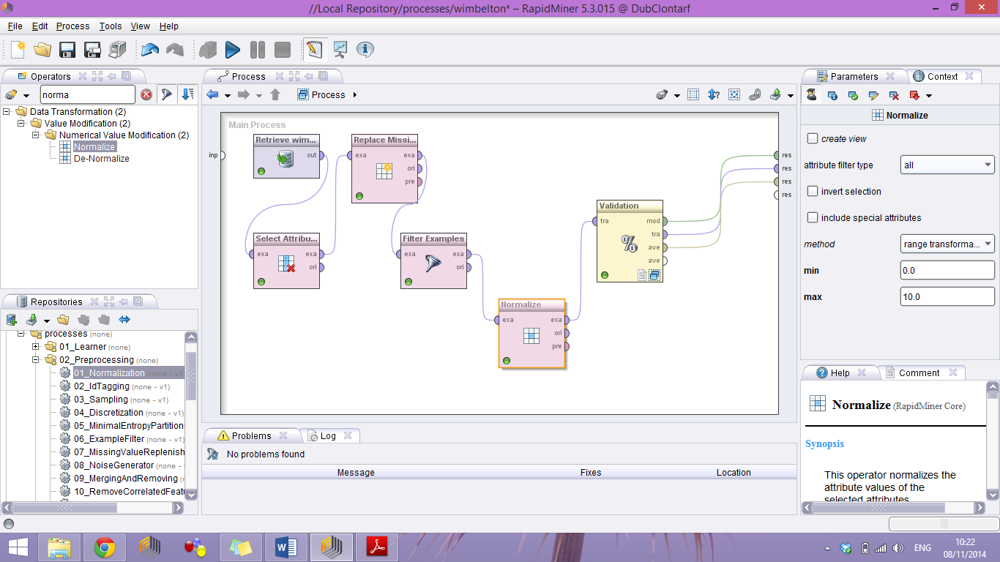 //Local Repository/processes/wimbelton* – RapidMiner 5.3.015 @ DubClontarf
File Edit Process Tools View Help
Operators
norma
Data Transformation (2)
Value Modification (2)
Numerical Value Modification (2)
Normalize
De-Normalize
Repositories
processes (none)
01_Learner (none)
02_Preprocessing (none)
01_Normalization (none - v1)
02_IdTagging (none - v1)
03_Sampling (none - v1)
04_Discretization (none - v1)
05_MinimalEntropyPartition
06_ExampleFilter (none - v1)
07_MissingValueReplenish
08_NoiseGenerator (none -
09_MergingAndRemoving (
10_RemoveCorrelatedFeat
Process
Process
Main Process
inp
Retrieve wim...
out
Replace Missi...
exa exa
ori
pre
Select Attribu...
exa exa
ori
Filter Examples
exa exa
ori
Normalize
exa exa
ori
pre
Validation
tra mod
tra
ave
ave
%
res
res
res
res
Problems Log
No problems found
Message Fixes Location
Parameters Context
Normalize
create view
attribute filter type all
invert selection
include special attributes
method range transforma...
min 0.0
max 10.0
Help Comment
Normalize (RapidMiner Core)
Synopsis
This operator normalizes the
attribute values of the
selected attributes
ENG
10:22
08/11/2014